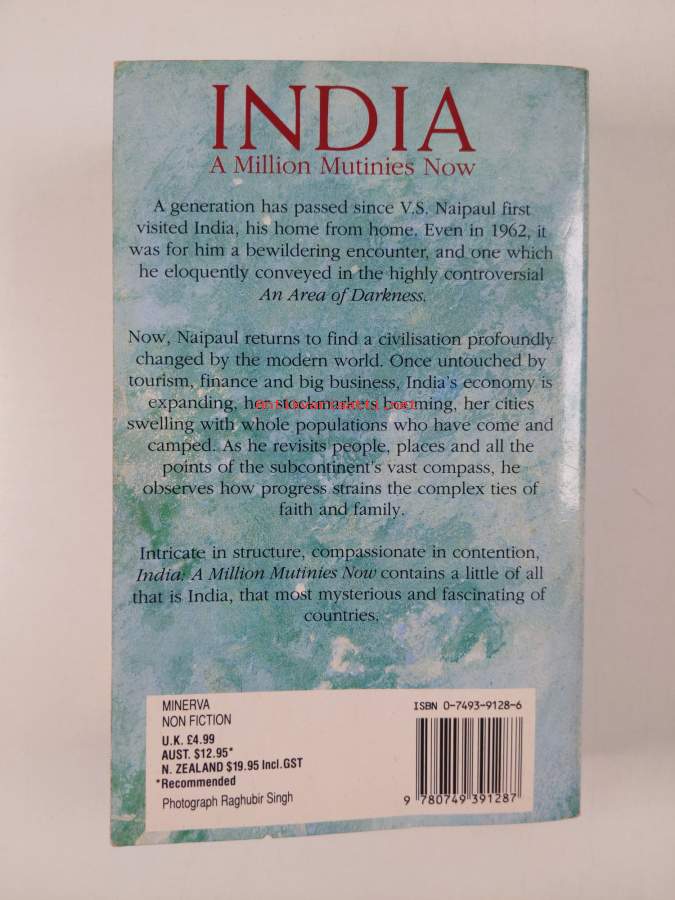 INDIA
A Million Mutinies Now
A generation has passed since V.S. Naipaul first
visited India, his home from home. Even in 1962, it
was for him a bewildering encounter, and one which
he eloquently conveyed in the highly controversial
An Area of Darkness.
Now, Naipaul returns to find a civilisation profoundly
changed by the modern world. Once untouched by
tourism, finance and big business, India's economy is
expanding, her stockmarkets booming, her cities
antikvariaatti.net
swelling with whole populations who have come and
camped. As he revisits people, places and all the
points of the subcontinent's vast compass, he
observes how progress strains the complex ties of
faith and family.
Intricate in structure, compassionate in contention,
India: A Million Mutinies Now contains a little of all
that is India, that most mysterious and fascinating of
countries.
MINERVA
NON FICTION
U.K. £4.99
AUST. $12.95*
N. ZEALAND $19.95 Incl.GST
*Recommended
Photograph Raghubir Singh
ISBN 0-7493-9128-6
9 780749 391287